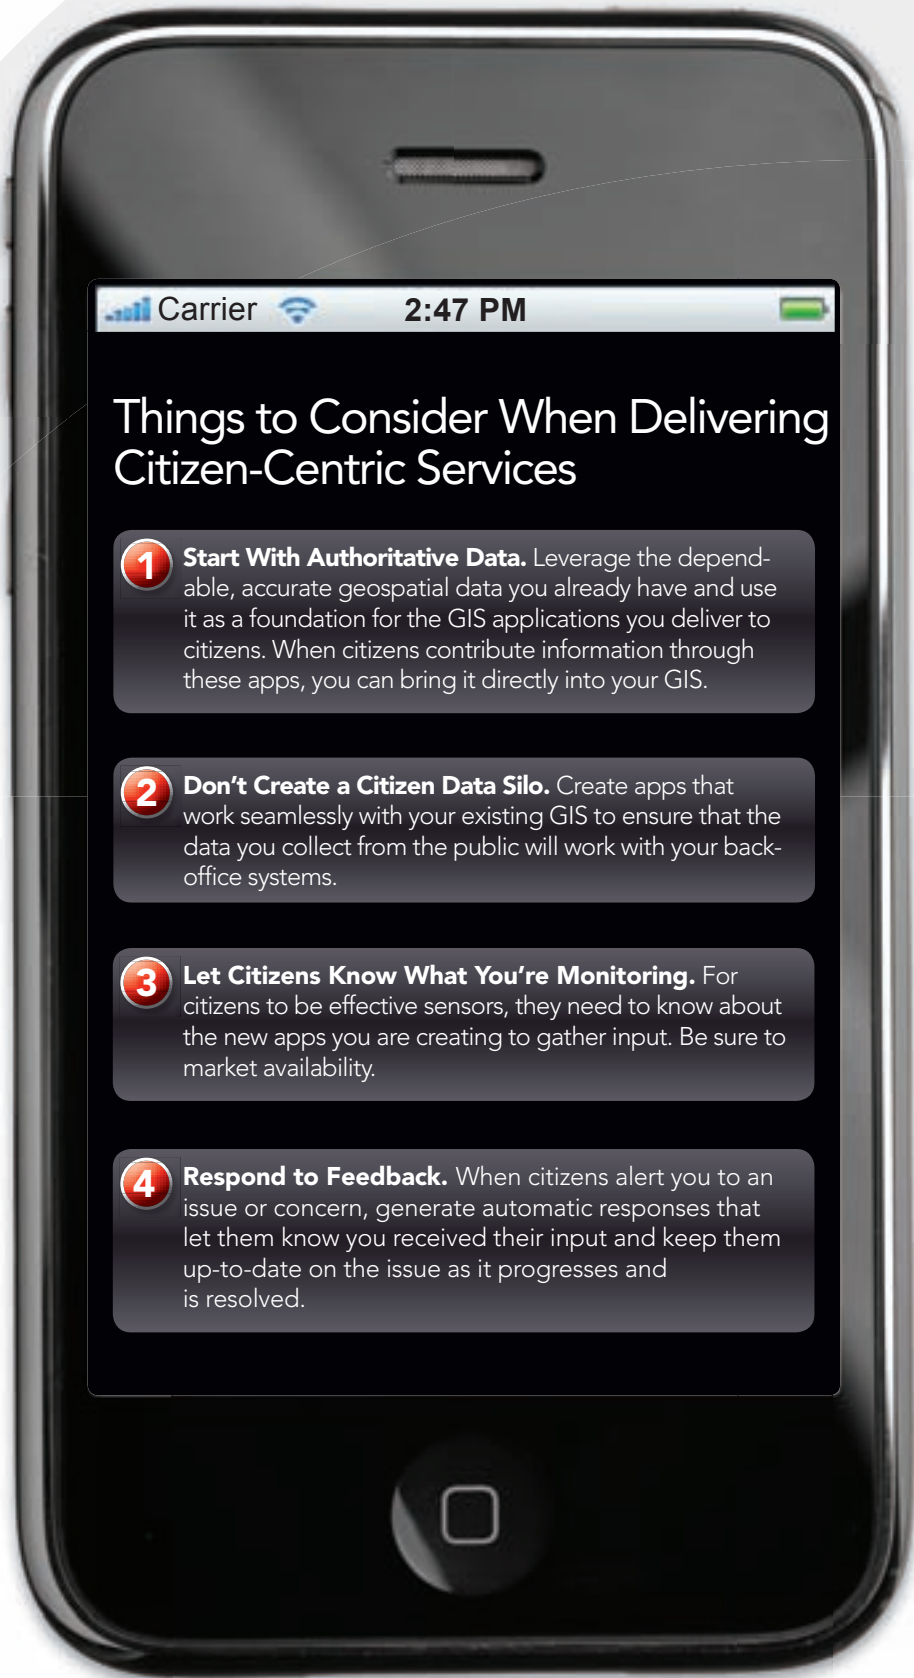 Carrier 2:47 PM
Things to Consider When Delivering
Citizen-Centric Services
1 Start With Authoritative Data. Leverage the depend-
able, accurate geospatial data you already have and use
it as a foundation for the GIS applications you deliver to
citizens. When citizens contribute information through
these apps, you can bring it directly into your GIS.
2 Don’t Create a Citizen Data Silo. Create apps that
work seamlessly with your existing GIS to ensure that the
data you collect from the public will work with your back-
office systems.
3 Let Citizens Know What You’re Monitoring. For
citizens to be effective sensors, they need to know about
the new apps you are creating to gather input. Be sure to
market availability.
4 Respond to Feedback. When citizens alert you to an
issue or concern, generate automatic responses that
let them know you received their input and keep them
up-to-date on the issue as it progresses and
is resolved.